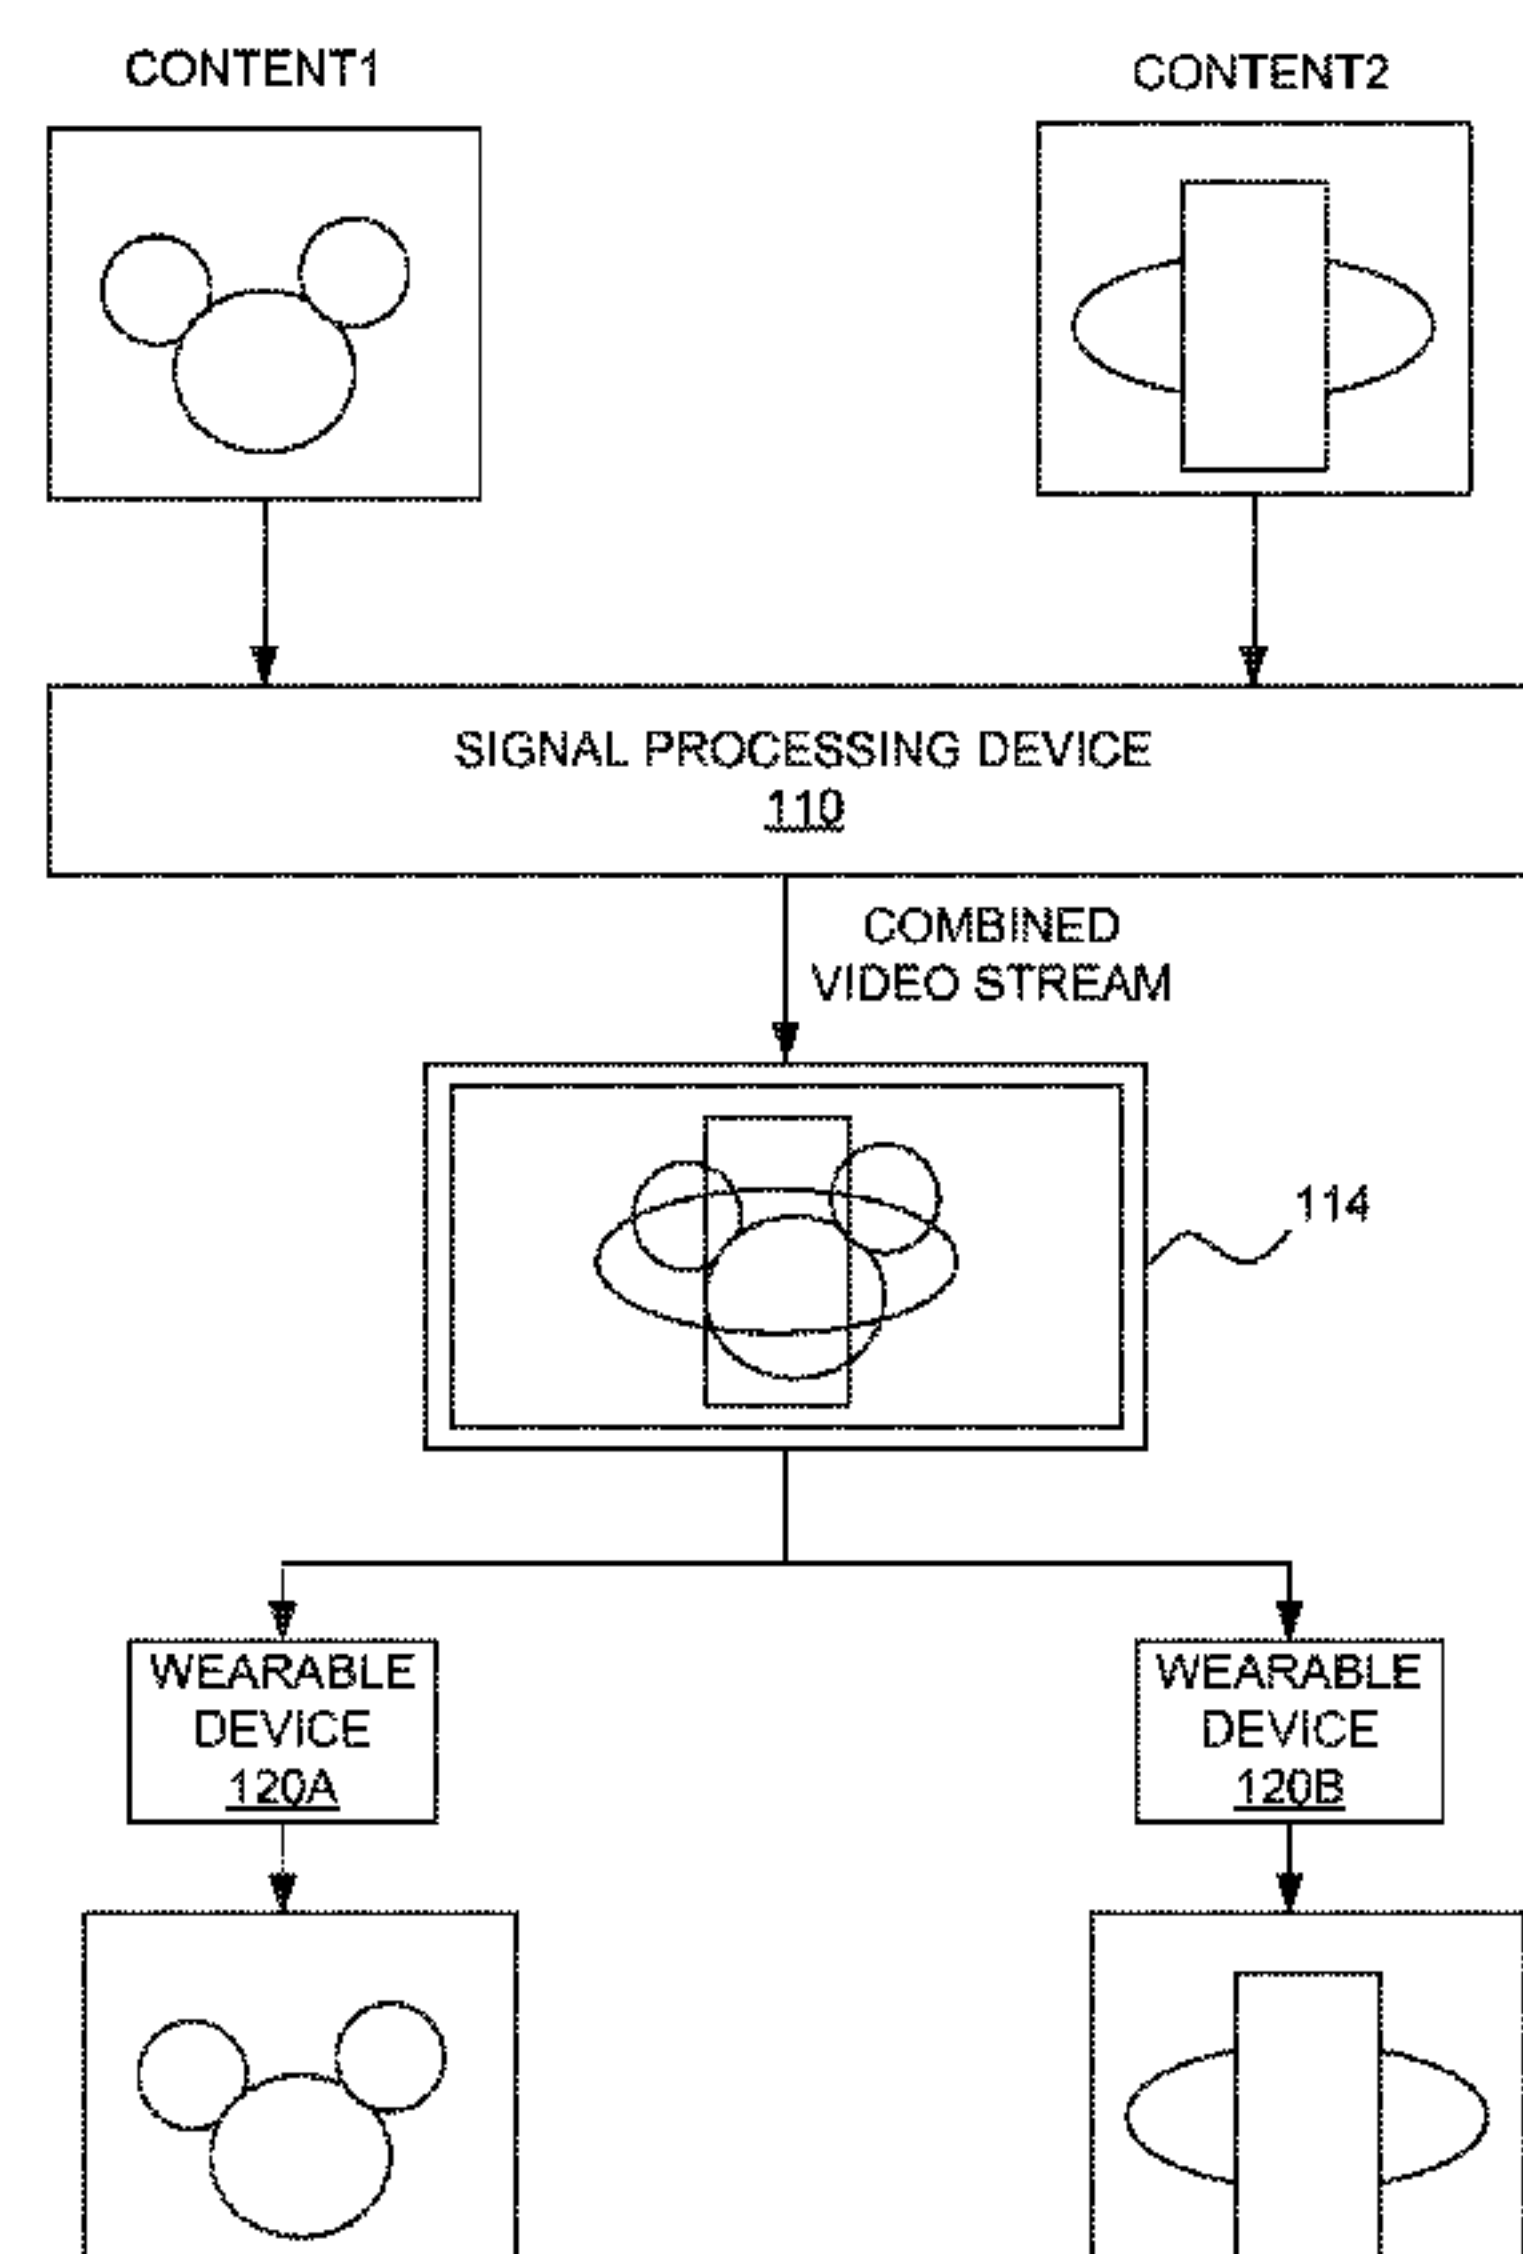 CONTENT1
CONTENT2
SIGNAL PROCESSING DEVICE
110
COMBINED
VIDEO STREAM
114
WEARABLE
DEVICE
120A
WEARABLE
DEVICE
120B